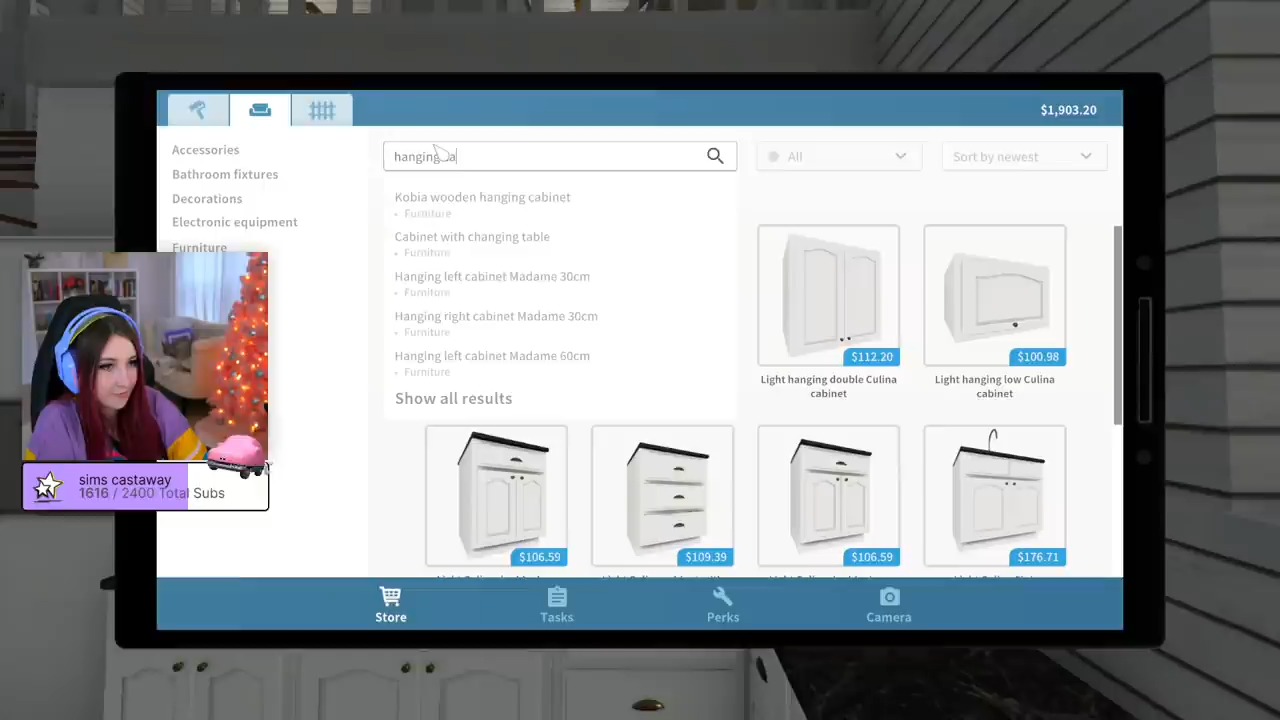 $1,903.20
Accessories
Bathroom fixtures
Decorations
Electronic equipment
Furniture
All
Sort by newest
Kobia wooden hanging cabinet
• Furniture
Cabinet with changing table
• Furniture
Hanging left cabinet Madame 30cm
• Furniture
Hanging right cabinet Madame 30cm
• Furniture
Hanging left cabinet Madame 60cm
• Furniture
Show all results
$112.20
$100.98
Light hanging double Culina
cabinet
Light hanging low Culina
cabinet
$106.59
$109.39
$106.59
$176.71
sims castaway
1616 / 2400 Total Subs
Store
Tasks
Perks
Camera